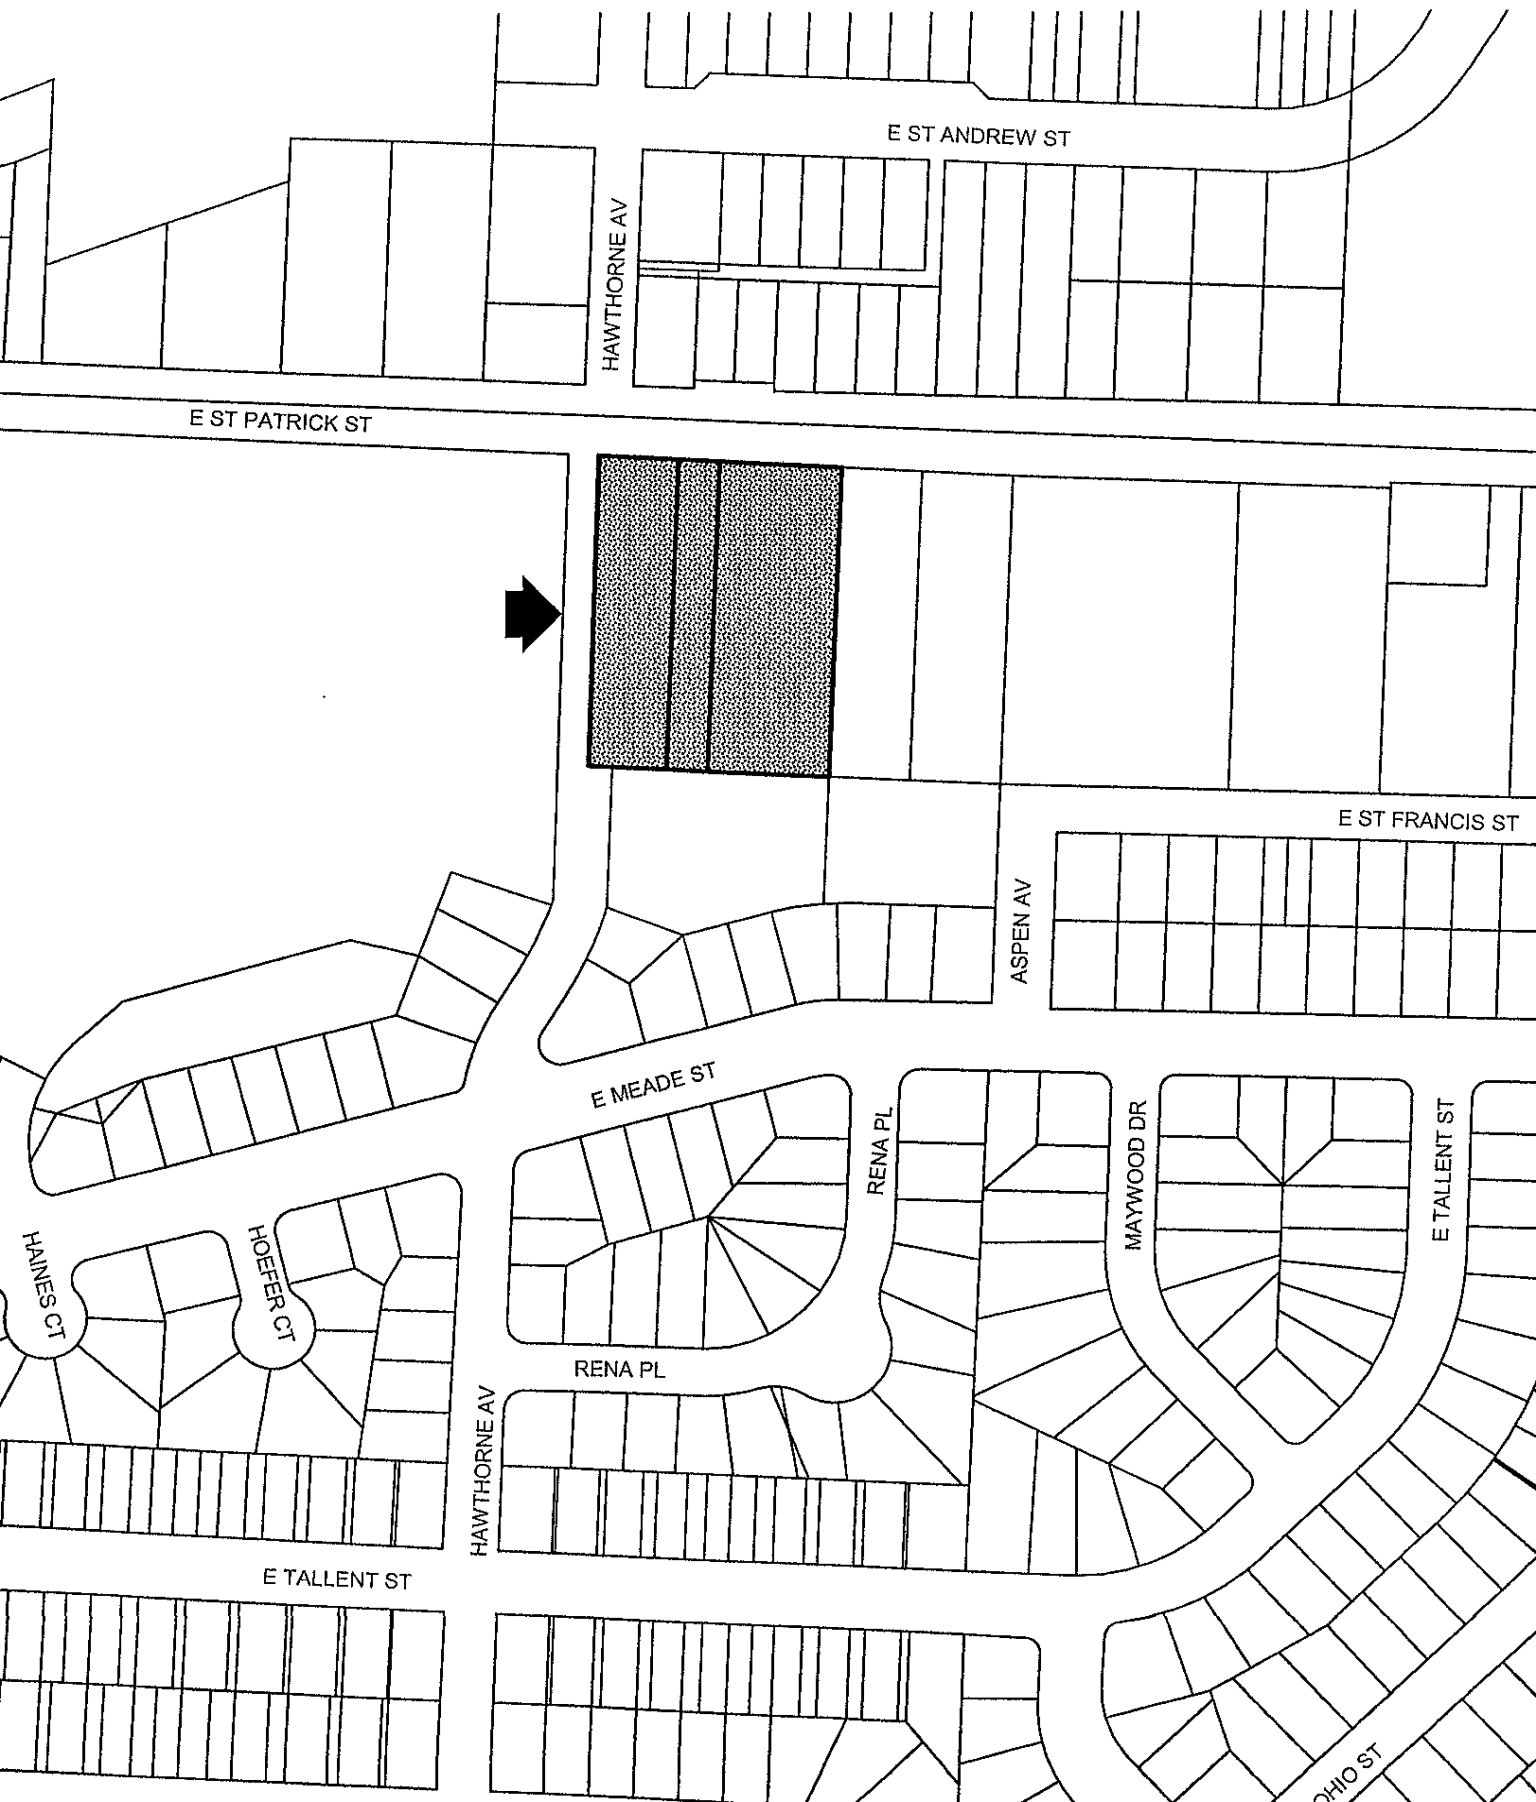 E ST ANDREW ST
HAWTHORNE AV
E ST PATRICK ST
E ST FRANCIS ST
ASPEN AV
E MEADE ST
RENA PL
MAYWOOD DR
E TALLENT ST
HAINES CT
HOEFER CT
RENA PL
HAWTHORNE AV
E TALLENT ST
OHIO ST